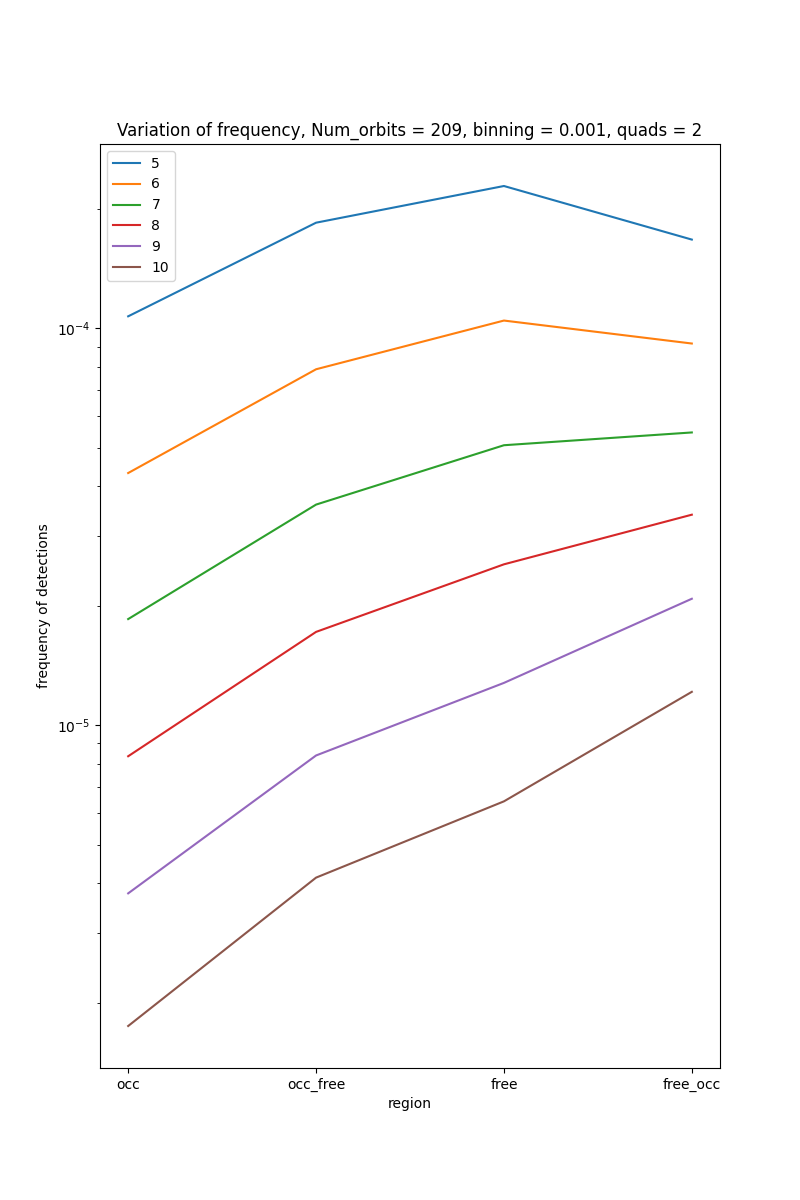 Variation of frequency, Num_orbits = 209, binning = 0.001, quads = 2
5
6
7
8
9
10
10⁻⁴
10⁻⁵
frequency of detections
occ occ_free free free_occ
region